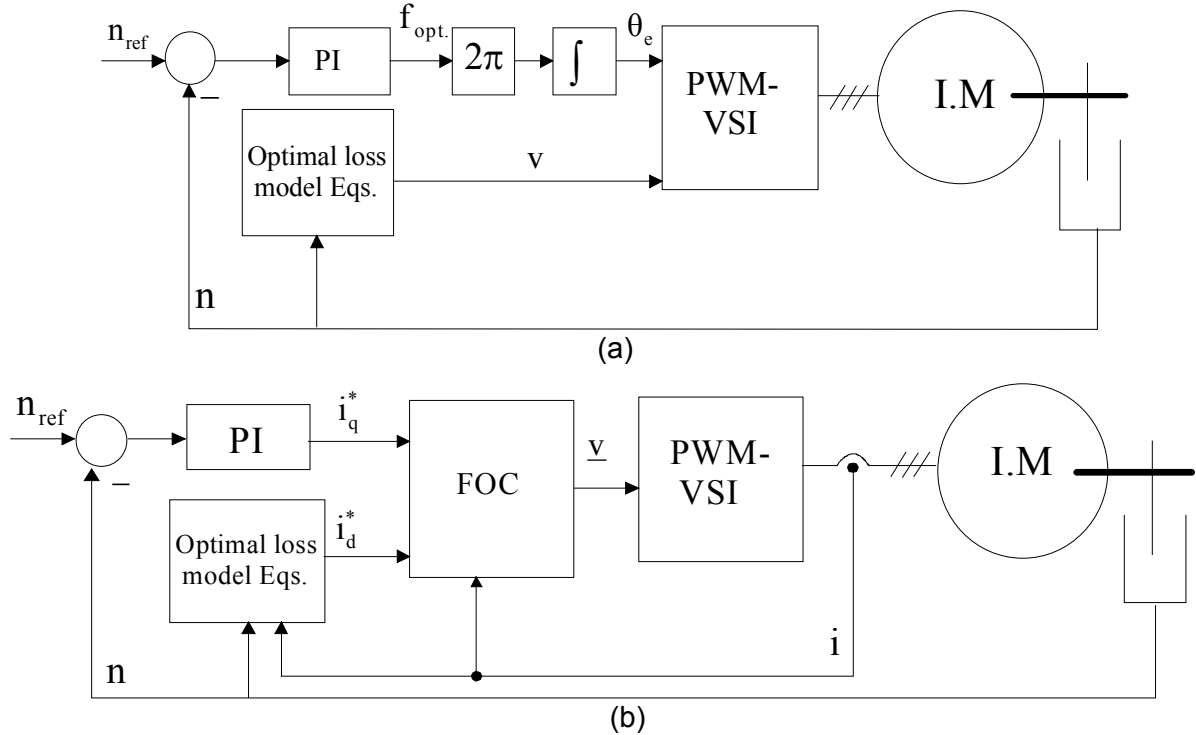 n_ref
PI
f_opt.
2π
∫
θ_e
PWM-
VSI
I.M
Optimal loss
model Eqs.
v
n
(a)
n_ref
PI
i_q^*
FOC
v
PWM-
VSI
I.M
Optimal loss
model Eqs.
i_d^*
n
i
(b)